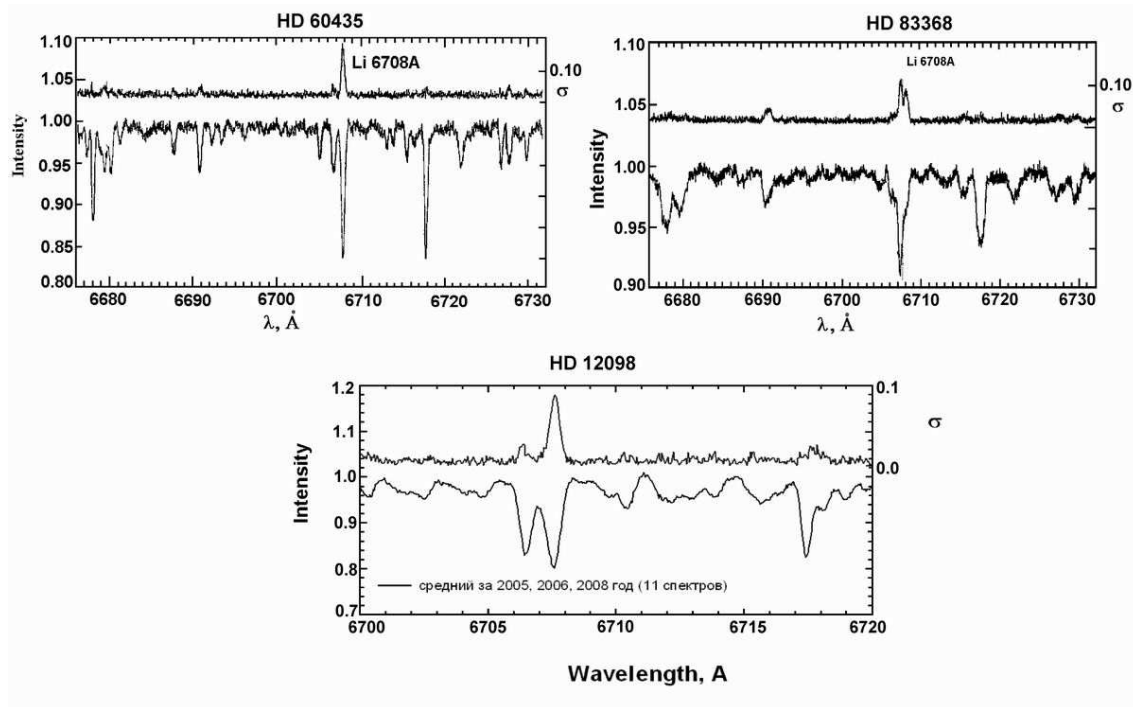 HD 60435
1.10
1.05
1.00
0.95
0.90
0.85
0.80
Intensity
Li 6708A
0.10
σ
6680 6690 6700 6710 6720 6730
λ, Å
HD 83368
1.10
1.05
1.00
0.95
0.90
Intensity
Li 6708A
0.10
σ
6680 6690 6700 6710 6720 6730
λ, Å
HD 12098
1.2
1.1
1.0
0.9
0.8
0.7
Intensity
0.1
0.0
σ
средний за 2005, 2006, 2008 год (11 спектров)
6700 6705 6710 6715 6720
Wavelength, A